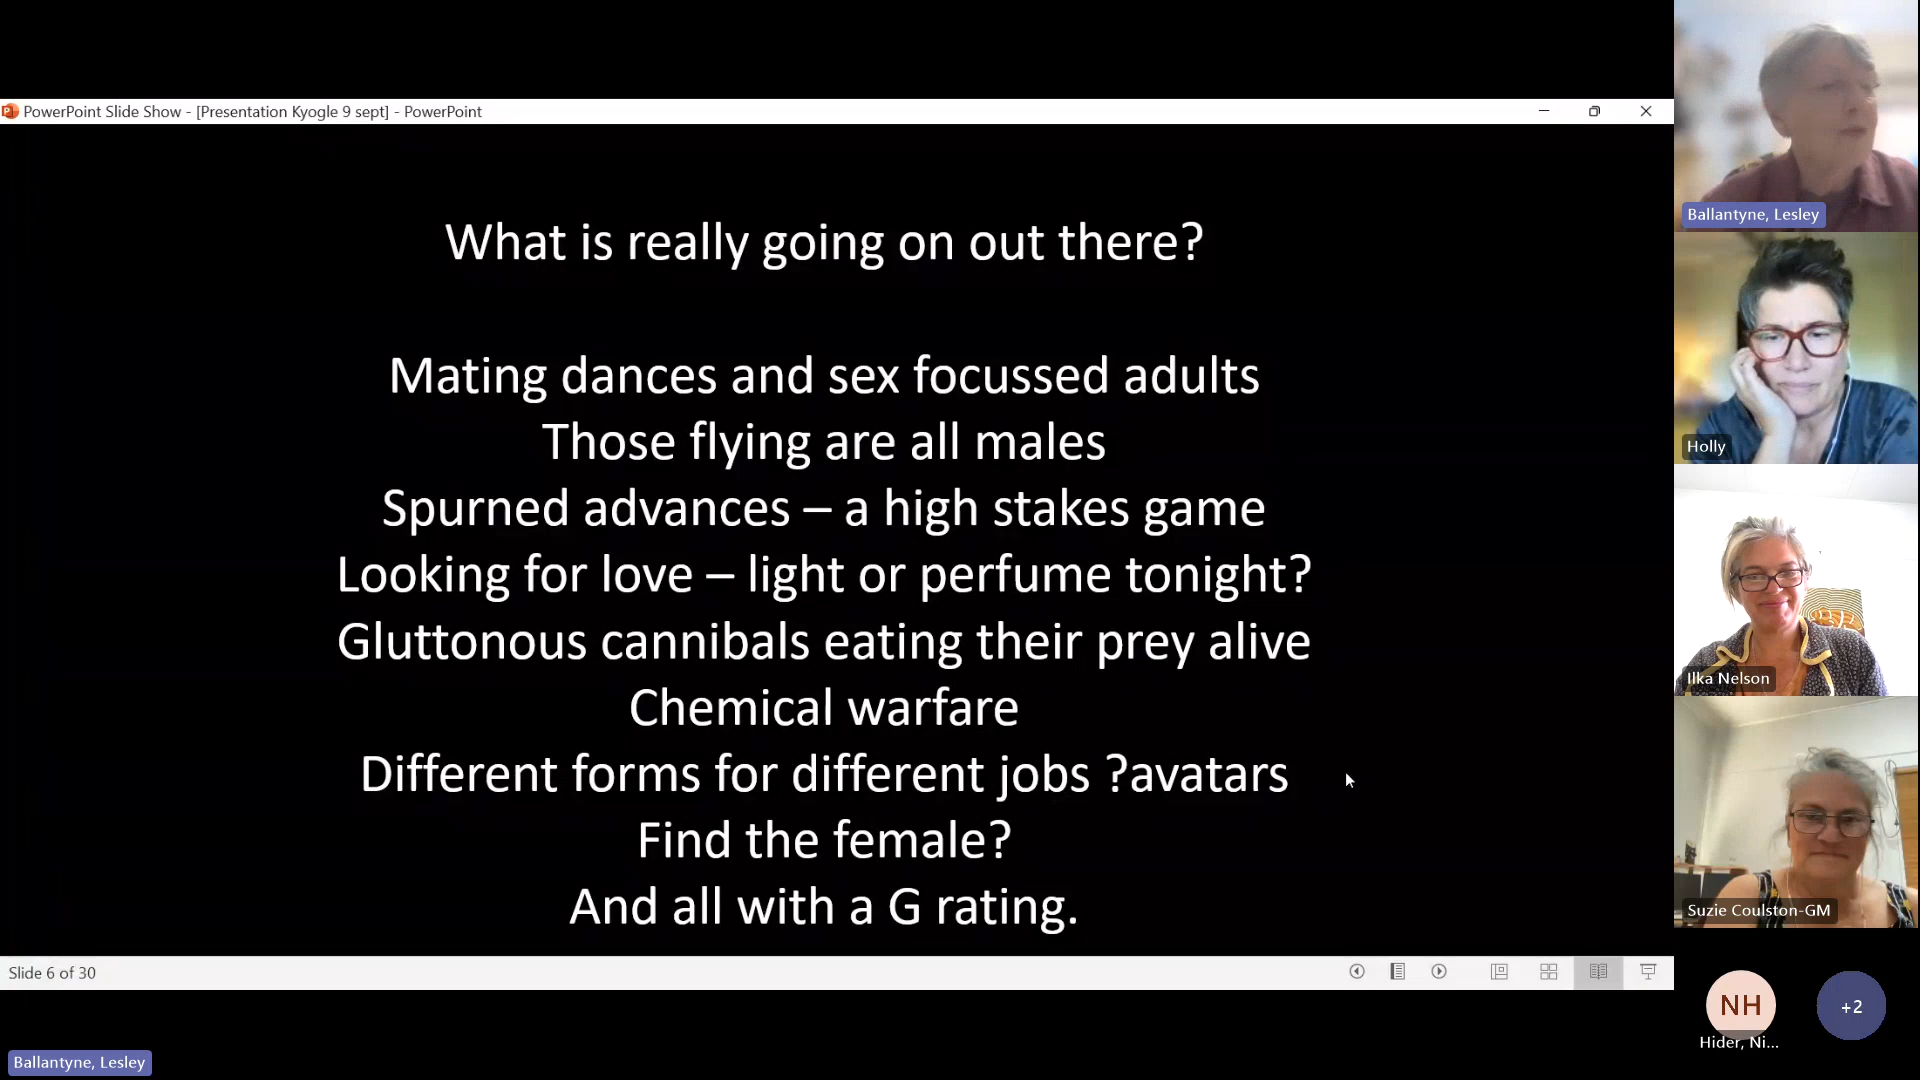 PowerPoint Slide Show - [Presentation Kyogle 9 sept] - PowerPoint
What is really going on out there?
Mating dances and sex focussed adults
Those flying are all males
Spurned advances – a high stakes game
Looking for love – light or perfume tonight?
Gluttonous cannibals eating their prey alive
Chemical warfare
Different forms for different jobs ?avatars
Find the female?
And all with a G rating.
Slide 6 of 30
Ballantyne, Lesley
Ballantyne, Lesley
Holly
Ilka Nelson
Suzie Coulston-GM
NH
Hider, Ni...
+2